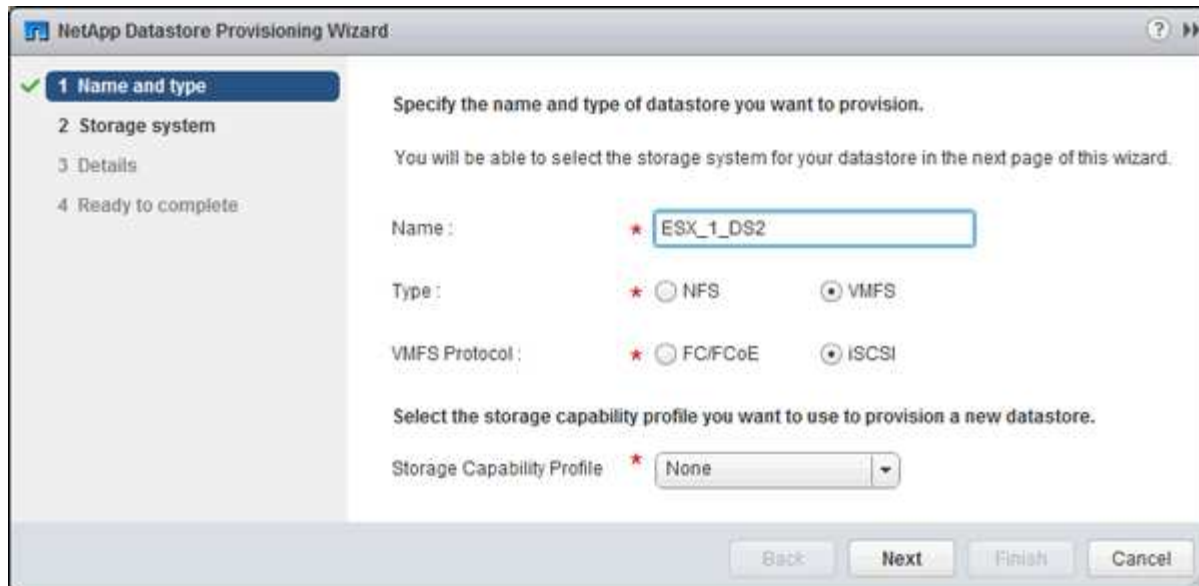 NetApp Datastore Provisioning Wizard
1 Name and type
2 Storage system
3 Details
4 Ready to complete
Specify the name and type of datastore you want to provision.
You will be able to select the storage system for your datastore in the next page of this wizard.
Name : * ESX_1_DS2
Type : * NFS VMFS
VMFS Protocol : * FC/FCoE iSCSI
Select the storage capability profile you want to use to provision a new datastore.
Storage Capability Profile * None
Back Next Finish Cancel